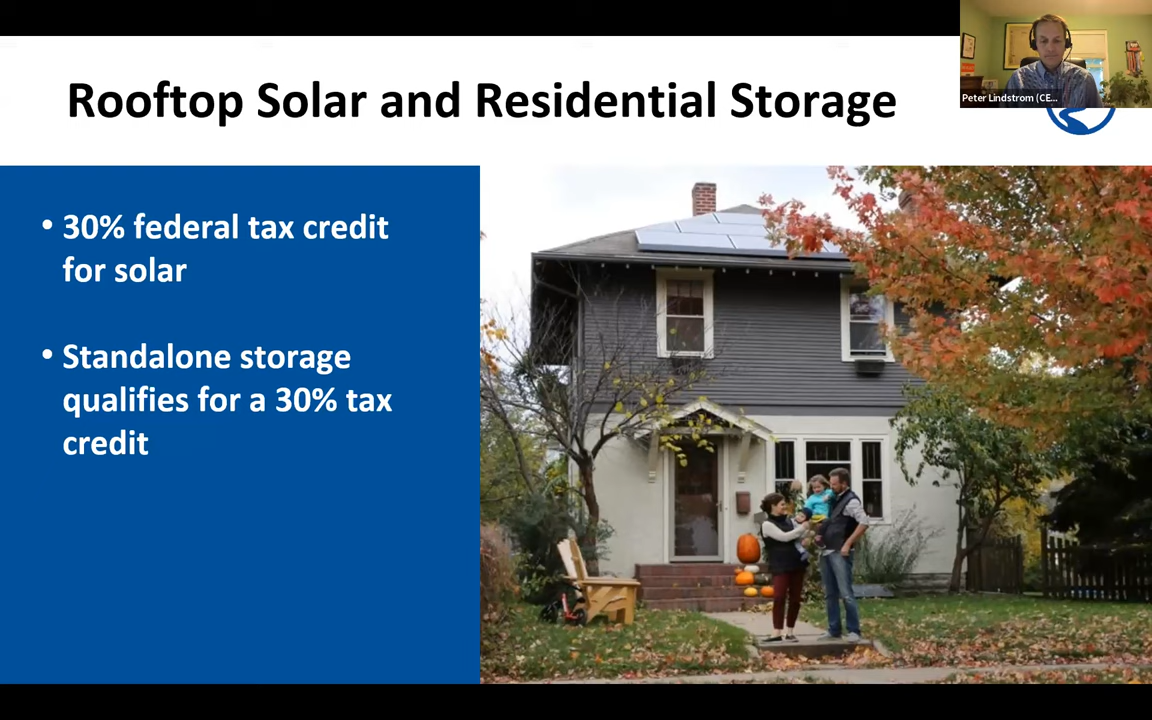 Rooftop Solar and Residential Storage
Peter Lindstrom (CE...
• 30% federal tax credit
for solar
• Standalone storage
qualifies for a 30% tax
credit